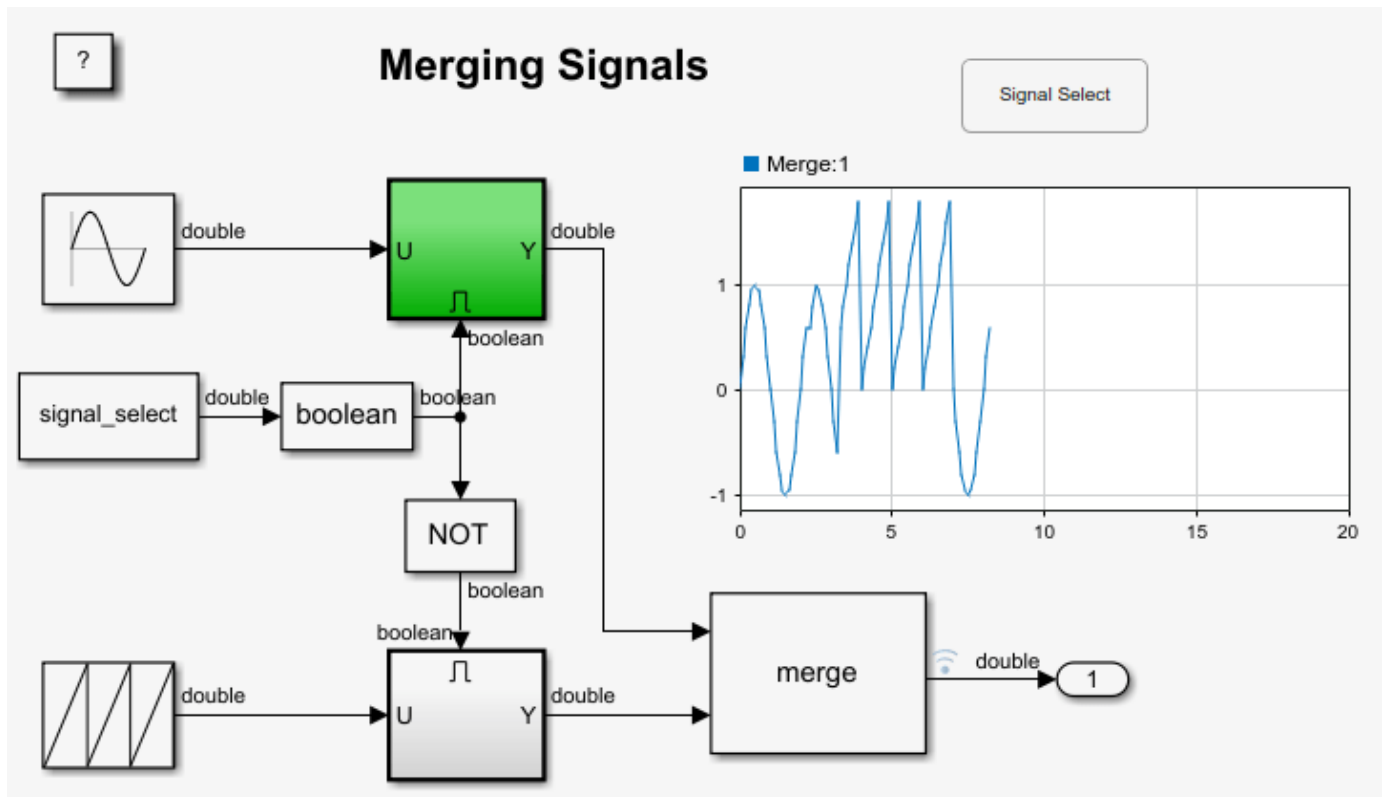 ?
Merging Signals
Signal Select
Merge:1
double
U
Y
double
boolean
signal_select
double
boolean
boolean
NOT
boolean
boolean
double
U
Y
double
1
0
-1
0
5
10
15
20
merge
double
1